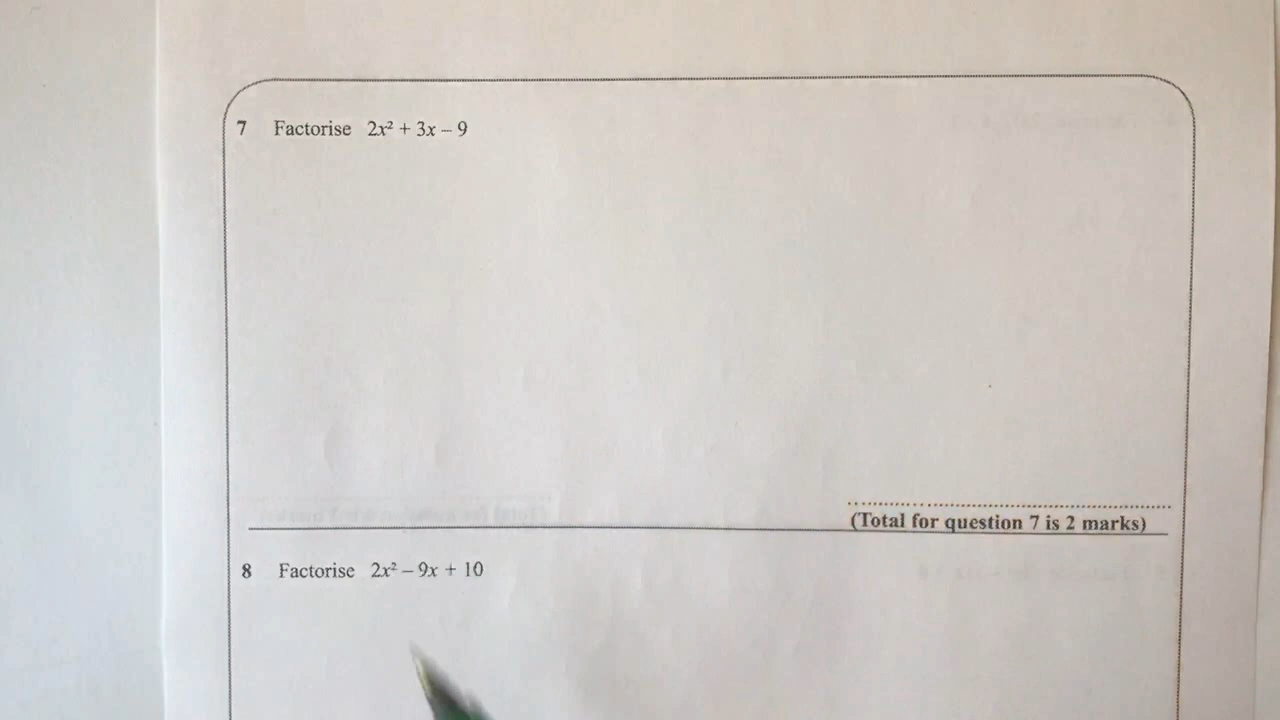 7 Factorise 2x² + 3x – 9
(Total for question 7 is 2 marks)
8 Factorise 2x² – 9x + 10